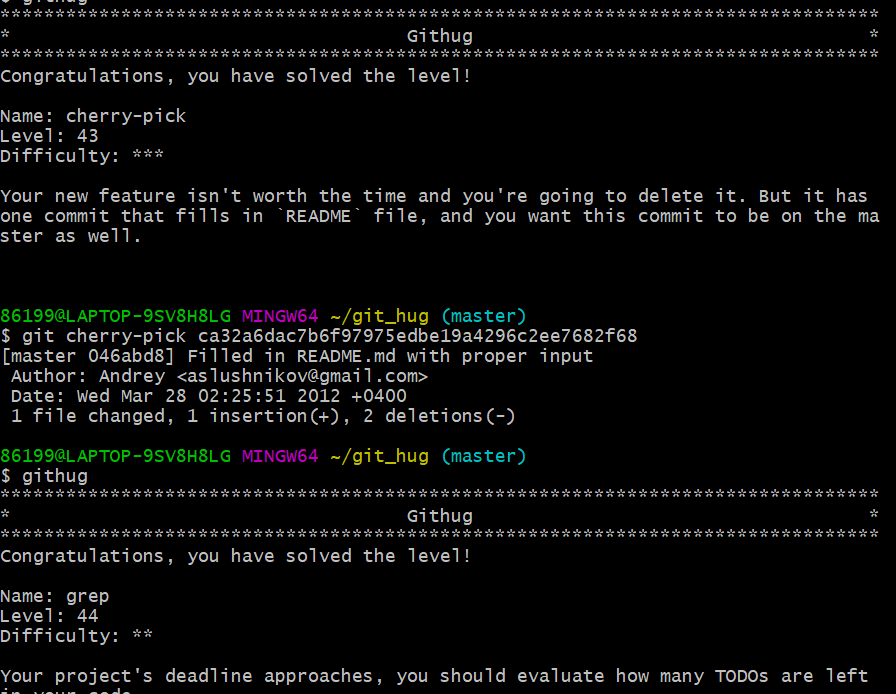 $ githug
********************************************************************************
*                                    Githug                                    *
********************************************************************************
Congratulations, you have solved the level!
Name: cherry-pick
Level: 43
Difficulty: ***
Your new feature isn't worth the time and you're going to delete it. But it has
one commit that fills in `README` file, and you want this commit to be on the ma
ster as well.
86199@LAPTOP-9SV8H8LG MINGW64 ~/git_hug (master)
$ git cherry-pick ca32a6dac7b6f97975edbe19a4296c2ee7682f68
[master 046abd8] Filled in README.md with proper input
 Author: Andrey <aslushnikov@gmail.com>
 Date: Wed Mar 28 02:25:51 2012 +0400
 1 file changed, 1 insertion(+), 2 deletions(-)
86199@LAPTOP-9SV8H8LG MINGW64 ~/git_hug (master)
$ githug
********************************************************************************
*                                    Githug                                    *
********************************************************************************
Congratulations, you have solved the level!
Name: grep
Level: 44
Difficulty: **
Your project's deadline approaches, you should evaluate how many TODOs are left
in your code